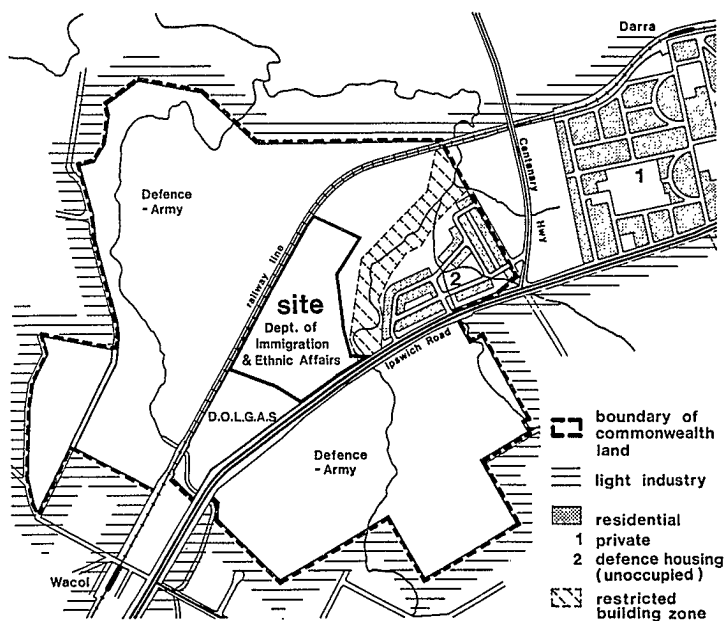 Darra
Centenary Hwy
1
Defence
- Army
railway line
2
site
Dept. of
Immigration
& Ethnic Affairs
Ipswich Road
D.O.L.G.A.S.
Defence
- Army
Wacol
boundary of
commonwealth
land
light industry
residential
1 private
2 defence housing
(unoccupied)
restricted
building zone